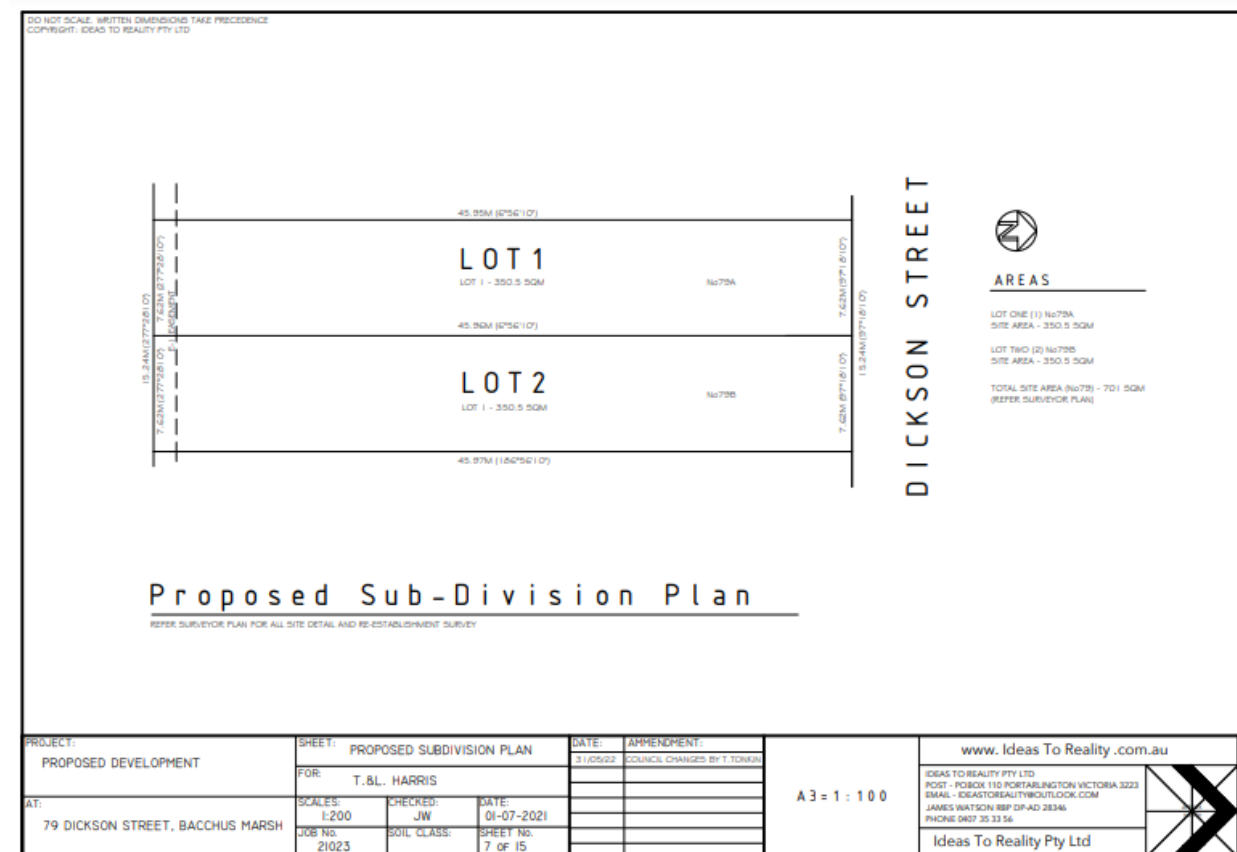 DO NOT SCALE. WRITTEN DIMENSIONS TAKE PRECEDENCE
COPYRIGHT: IDEAS TO REALITY PTY LTD
45.95M (6°56'10")
LOT 1
LOT 1 - 350.5 SQM
No79A
7.62M (277°28'10")
7.62M (97°18'10")
15.24M (277°28'10")
E-1 EASEMENT
15.24M (97°18'10")
45.96M (6°56'10")
LOT 2
LOT 1 - 350.5 SQM
No79B
7.62M (277°28'10")
7.62M (97°18'10")
45.97M (186°56'10")
DICKSON STREET
Z
AREAS
LOT ONE (1) No79A
SITE AREA - 350.5 SQM
LOT TWO (2) No79B
SITE AREA - 350.5 SQM
TOTAL SITE AREA (No79) - 701 SQM
(REFER SURVEYOR PLAN)
Proposed Sub-Division Plan
REFER SURVEYOR PLAN FOR ALL SITE DETAIL AND RE-ESTABLISHMENT SURVEY
PROJECT:
PROPOSED DEVELOPMENT
AT:
79 DICKSON STREET, BACCHUS MARSH
SHEET: PROPOSED SUBDIVISION PLAN
FOR: T.&L. HARRIS
SCALES: CHECKED: DATE:
1:200 JW 01-07-2021
JOB No. SOIL CLASS: SHEET No.
21023 7 OF 15
DATE: AMMENDMENT:
31/05/22 COUNCIL CHANGES BY T.TONKIN
A3=1:100
www. Ideas To Reality .com.au
IDEAS TO REALITY PTY LTD
POST - POBOX 110 PORTARLINGTON VICTORIA 3223
EMAIL - IDEASTOREALITY@OUTLOOK.COM
JAMES WATSON RBP DP-AD 28346
PHONE 0407 35 33 56
Ideas To Reality Pty Ltd